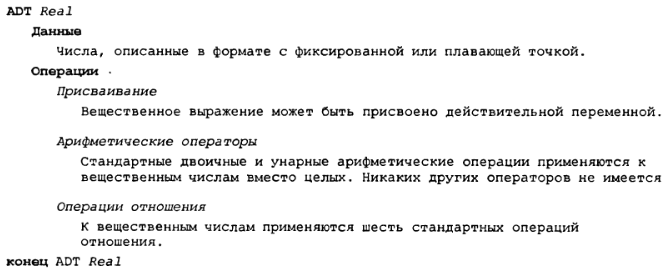 ADT Real
Данные
Числа, описанные в формате с фиксированной или плавающей точкой.
Операции
Присваивание
Вещественное выражение может быть присвоено действительной переменной.
Арифметические операторы
Стандартные двоичные и унарные арифметические операции применяются к
вещественным числам вместо целых. Никаких других операторов не имеется
Операции отношения
К вещественным числам применяются шесть стандартных операций
отношения.
конец ADT Real